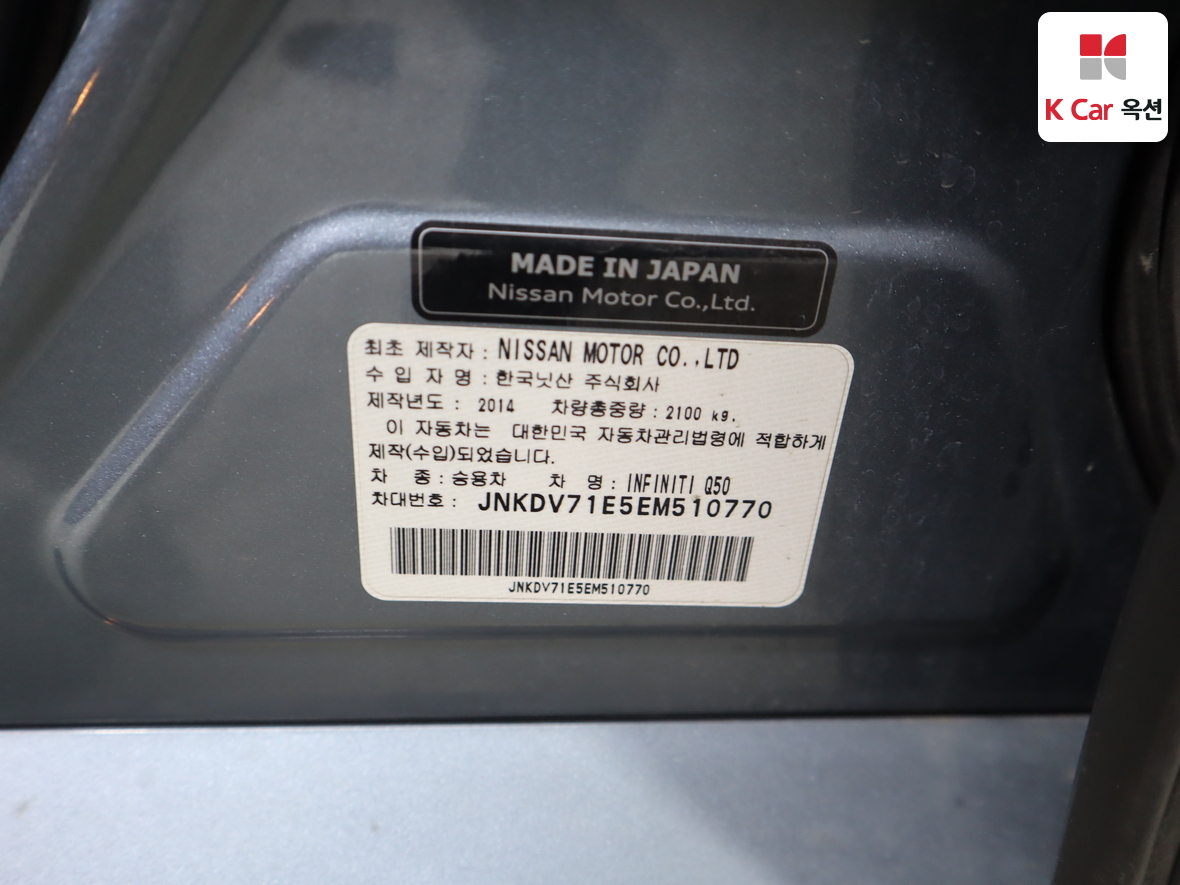 K Car 옥션
MADE IN JAPAN
Nissan Motor Co.,Ltd.
최초 제작자 : NISSAN MOTOR CO.,LTD
수 입 자 명 : 한국닛산 주식회사
제작년도 : 2014 차량총중량 : 2100 kg.
이 자동차는 대한민국 자동차관리법령에 적합하게
제작(수입)되었습니다.
차 종 : 승용차 차 명 : INFINITI Q50
차대번호 : JNKDV71E5EM510770
JNKDV71E5EM510770